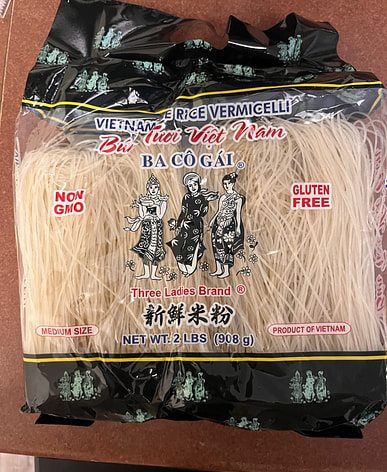 VIETNAM E RICE VERMICELLI
Bún Tươi Việt Nam
BA CÔ GÁI ®
NON GMO
GLUTEN FREE
Three Ladies Brand ®
新鮮米粉
MEDIUM SIZE
NET WT. 2 LBS (908 g)
PRODUCT OF VIETNAM